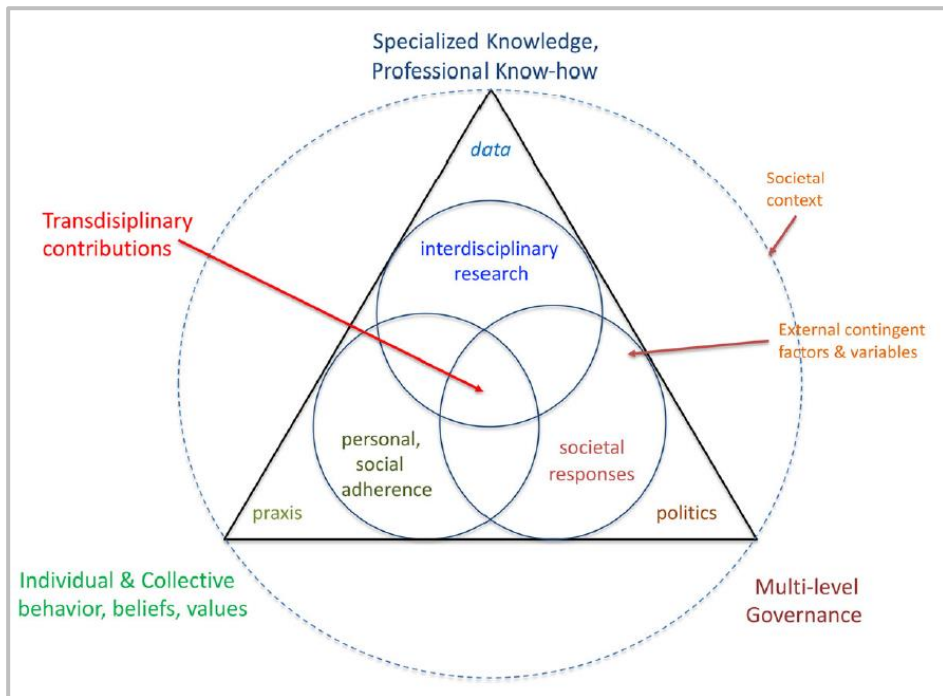 Specialized Knowledge,
Professional Know-how
data
Societal
context
Transdisiplinary
contributions
interdisciplinary
research
External contingent
factors & variables
personal,
social
adherence
societal
responses
praxis
politics
Individual & Collective
behavior, beliefs, values
Multi-level
Governance